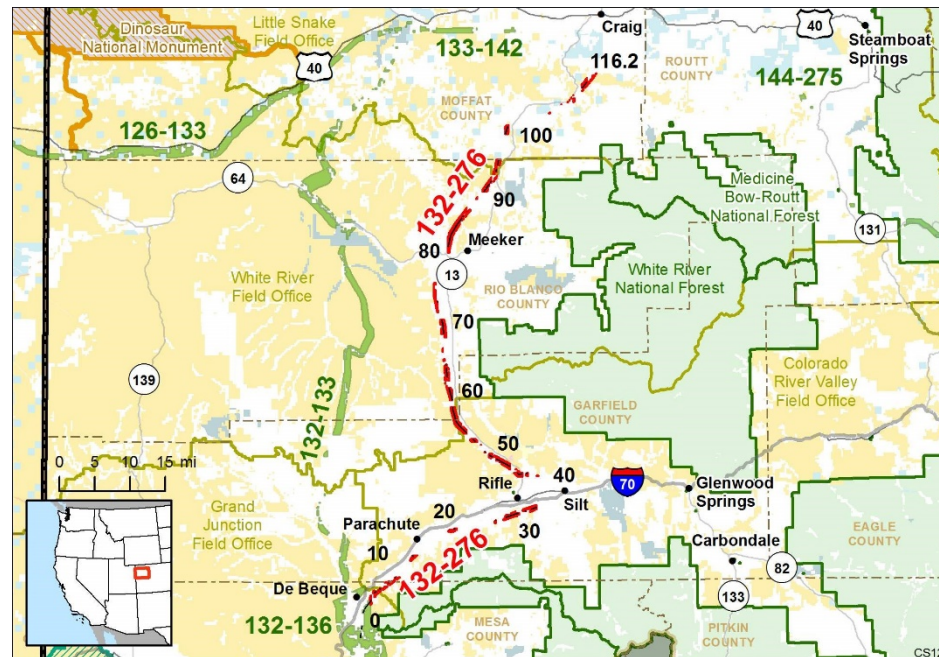 Dinosaur
National Monument
Little Snake
Field Office
133-142
Craig
40
Steamboat
Springs
40
116.2
ROUTT
COUNTY
144-275
MOFFAT
COUNTY
126-133
100
64
132-276
90
Medicine
Bow-Routt
National Forest
131
80
Meeker
White River
Field Office
13
RIO BLANCO
COUNTY
White River
National Forest
70
139
132-133
60
Colorado
River Valley
Field Office
GARFIELD
COUNTY
50
0 5 10 15 mi
Rifle
40
70
Glenwood
Springs
Silt
Grand
Junction
Field Office
Parachute
20
30
EAGLE
COUNTY
10
132-276
Carbondale
82
De Beque
133
0
132-136
MESA
COUNTY
PITKIN
COUNTY
CS12